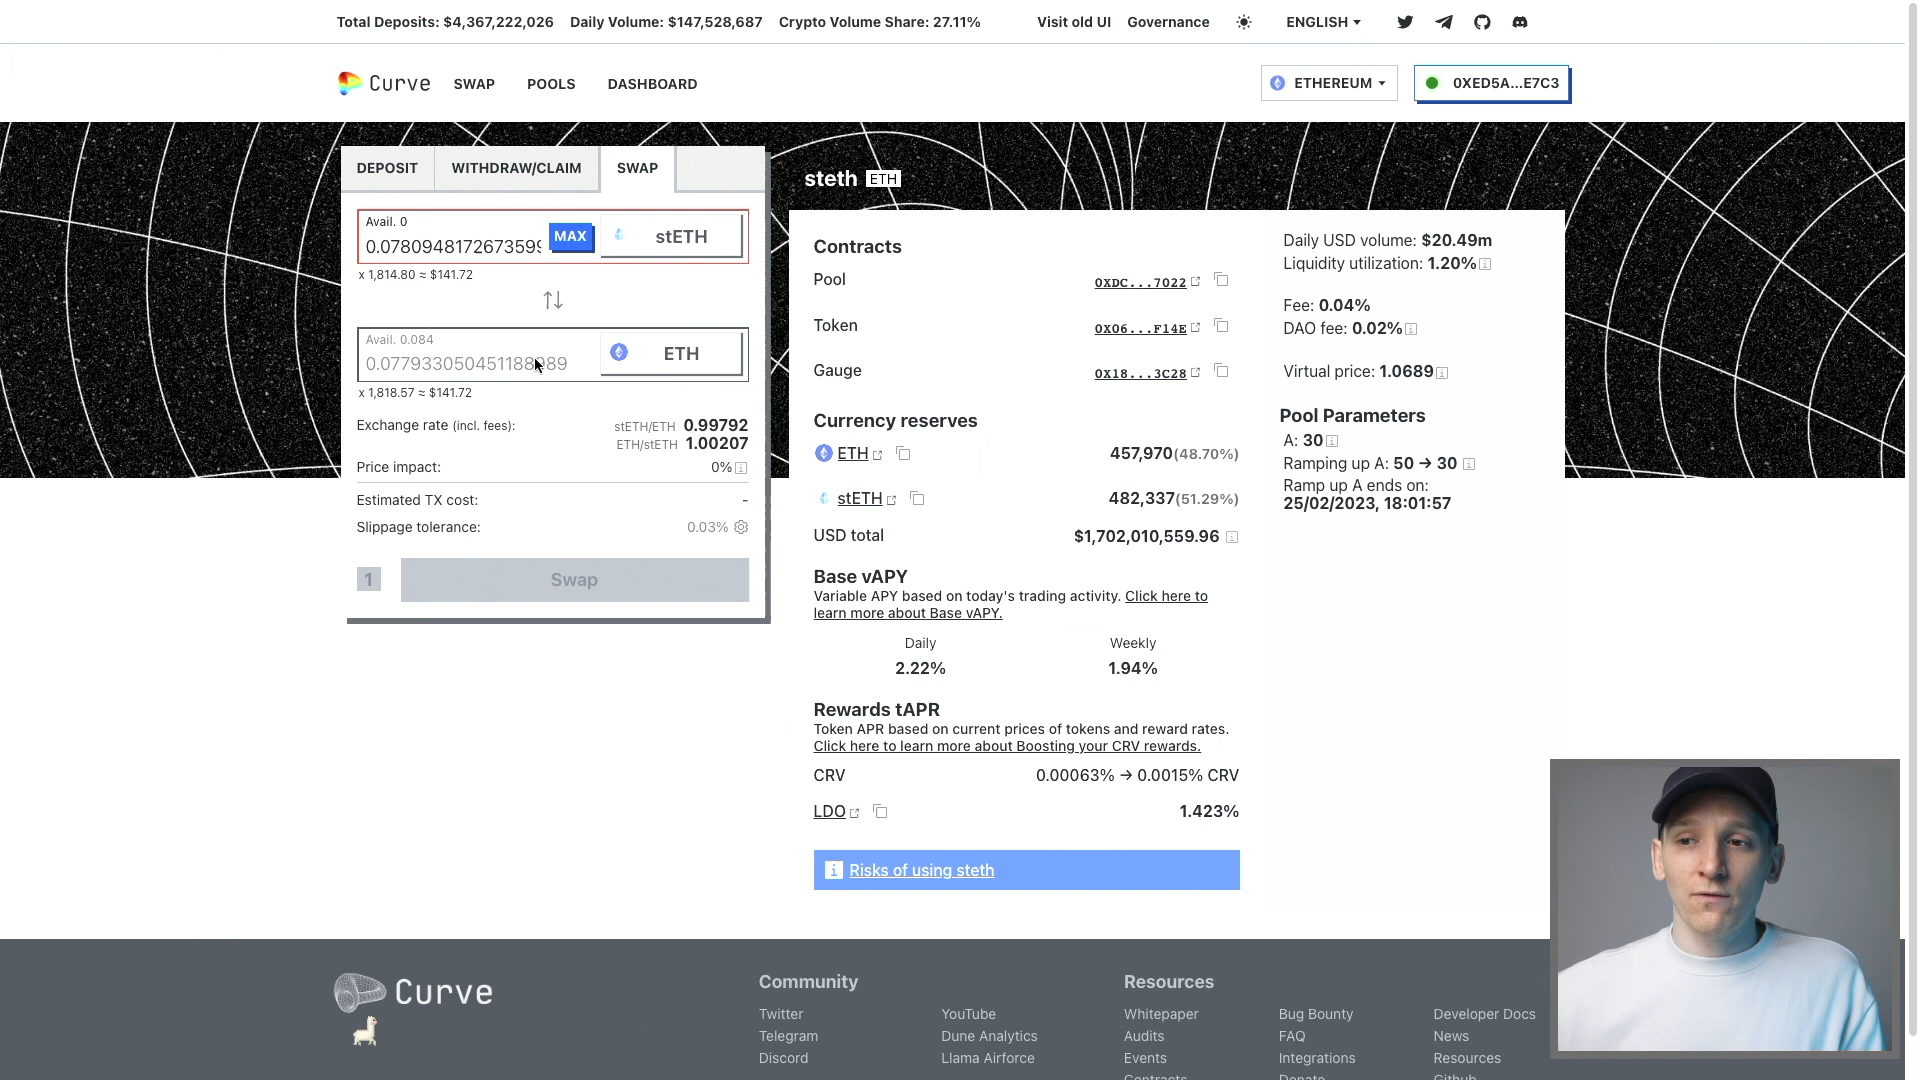 Total Deposits: $4,367,222,026 Daily Volume: $147,528,687 Crypto Volume Share: 27.11% Visit old UI Governance ENGLISH
Curve SWAP POOLS DASHBOARD ETHEREUM 0XED5A...E7C3
DEPOSIT WITHDRAW/CLAIM SWAP
Avail. 0
0.0780948172673599 MAX stETH
x 1,814.80 ≈ $141.72
Avail. 0.084
0.077933050451188989 ETH
x 1,818.57 ≈ $141.72
Exchange rate (incl. fees): stETH/ETH 0.99792
ETH/stETH 1.00207
Price impact: 0%
Estimated TX cost: -
Slippage tolerance: 0.03%
1 Swap
steth ETH
Contracts
Pool 0XDC...7022
Token 0X06...F14E
Gauge 0X18...3C28
Currency reserves
ETH 457,970(48.70%)
stETH 482,337(51.29%)
USD total $1,702,010,559.96
Base vAPY
Variable APY based on today's trading activity. Click here to
learn more about Base vAPY.
Daily Weekly
2.22% 1.94%
Rewards tAPR
Token APR based on current prices of tokens and reward rates.
Click here to learn more about Boosting your CRV rewards.
CRV 0.00063% → 0.0015% CRV
LDO 1.423%
Risks of using steth
Daily USD volume: $20.49m
Liquidity utilization: 1.20%
Fee: 0.04%
DAO fee: 0.02%
Virtual price: 1.0689
Pool Parameters
A: 30
Ramping up A: 50 → 30
Ramp up A ends on:
25/02/2023, 18:01:57
Curve
Community Resources
Twitter YouTube Whitepaper Bug Bounty Developer Docs
Telegram Dune Analytics Audits FAQ News
Discord Llama Airforce Events Integrations Resources
Contracts Donate Github